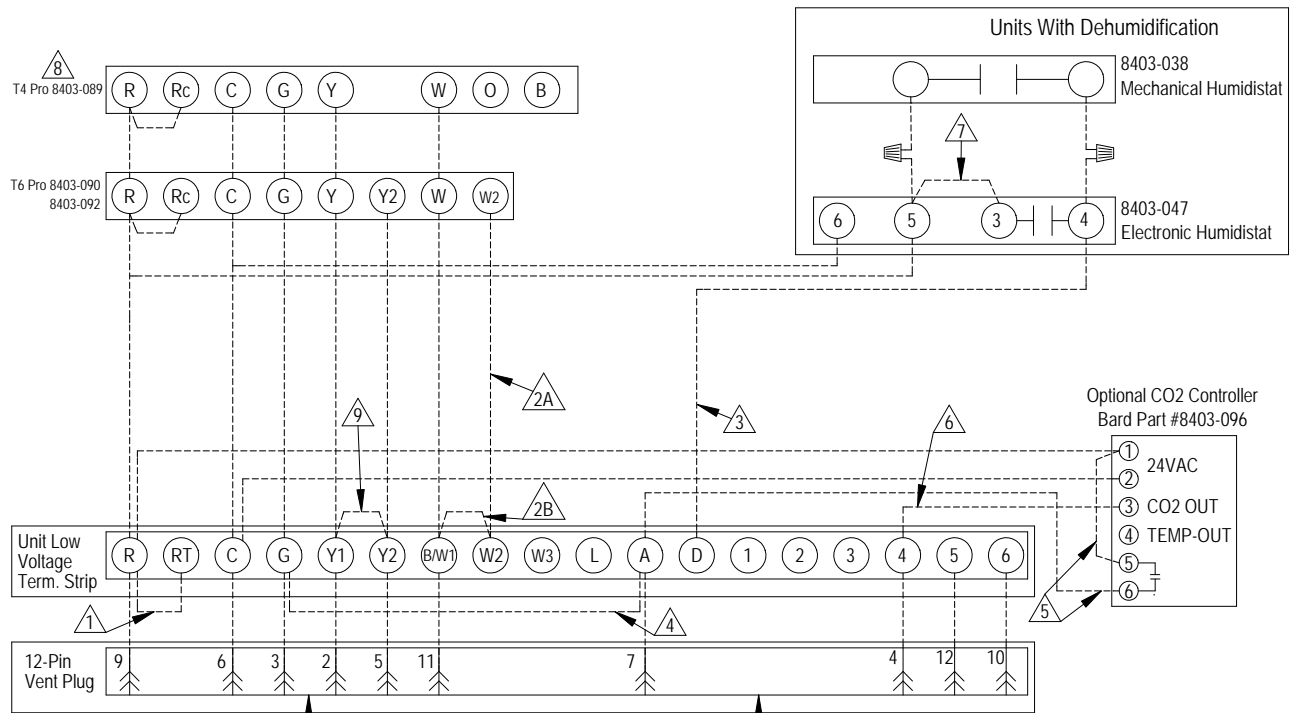 Units With Dehumidification
8403-038
Mechanical Humidistat
8
T4 Pro 8403-089
R Rc C G Y W O B
7
T6 Pro 8403-090
8403-092
R Rc C G Y Y2 W W2
6 5 3 4
8403-047
Electronic Humidistat
2A
9
3
6
Optional CO2 Controller
Bard Part #8403-096
1
24VAC
2
3 CO2 OUT
4 TEMP-OUT
5
6
2B
5
Unit Low
Voltage
Term. Strip
R RT C G Y1 Y2 B/W1 W2 W3 L A D 1 2 3 4 5 6
1
4
12-Pin
Vent Plug
9 6 3 2 5 11 7 4 12 10